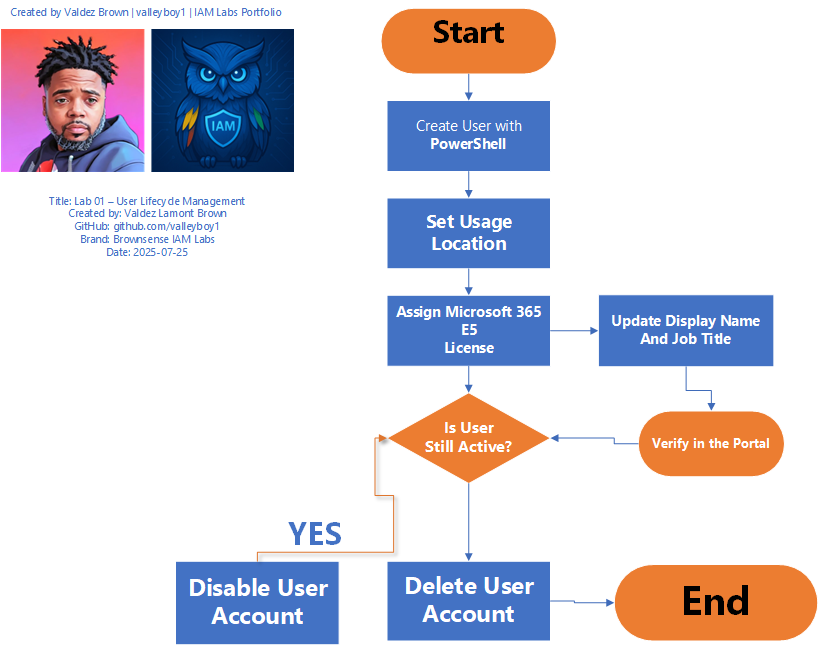 Created by Valdez Brown | valleyboy1 | IAM Labs Portfolio
IAM
Title: Lab 01 – User Lifecycle Management
Created by: Valdez Lamont Brown
GitHub: github.com/valleyboy1
Brand: Brownsense IAM Labs
Date: 2025-07-25
Start
Create User with
PowerShell
Set Usage
Location
Assign Microsoft 365
E5
License
Update Display Name
And Job Title
Is User
Still Active?
Verify in the Portal
YES
Disable User
Account
Delete User
Account
End